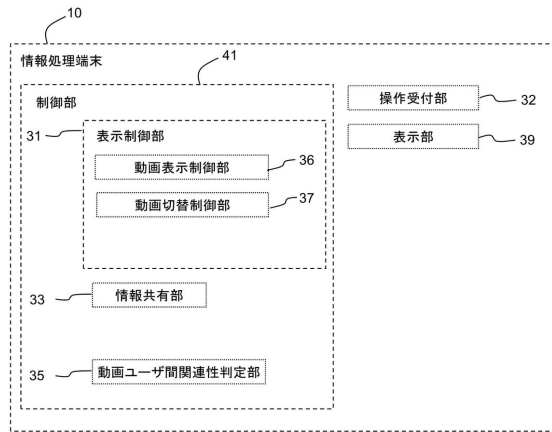 10
情報処理端末
41
制御部
操作受付部
32
31
表示制御部
表示部
39
動画表示制御部
36
動画切替制御部
37
33
情報共有部
35
動画ユーザ間関連性判定部